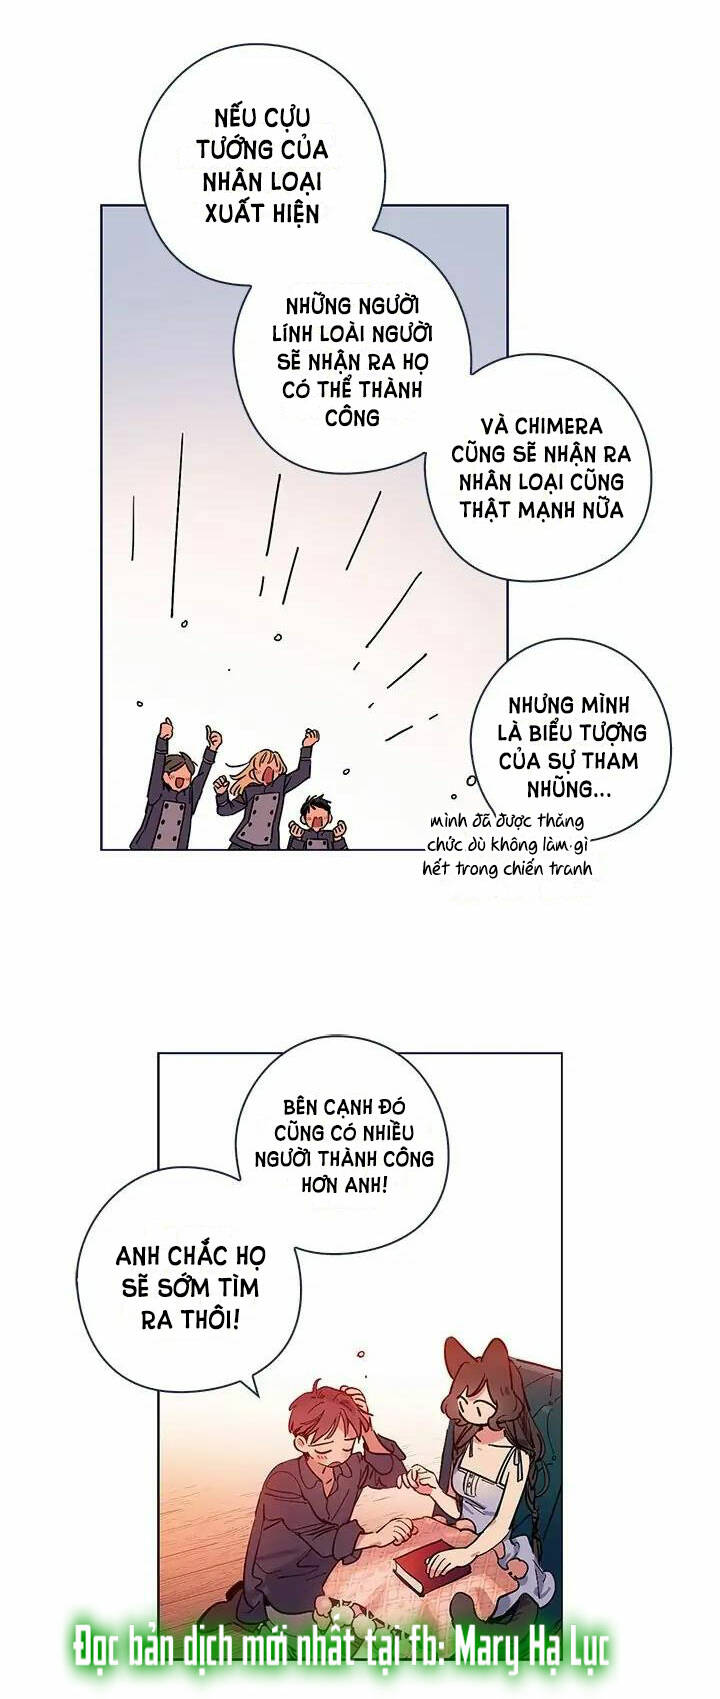 NẾU CỰU
TƯỚNG CỦA
NHÂN LOẠI
XUẤT HIỆN
NHỮNG NGƯỜI
LÍNH LOÀI NGƯỜI
SẼ NHẬN RA HỌ
CÓ THỂ THÀNH
CÔNG
VÀ CHIMERA
CŨNG SẼ NHẬN RA
NHÂN LOẠI CŨNG
THẬT MẠNH NỮA
NHƯNG MÌNH
LÀ BIỂU TƯỢNG
CỦA SỰ THAM
NHŨNG...
mình đã được thăng
chức dù không làm gì
hết trong chiến tranh
BÊN CẠNH ĐÓ
CŨNG CÓ NHIỀU
NGƯỜI THÀNH CÔNG
HƠN ANH!
ANH CHẮC HỌ
SẼ SỚM TÌM
RA THÔI!
Đọc bản dịch mới nhất tại fb: Mary Hạ Lục